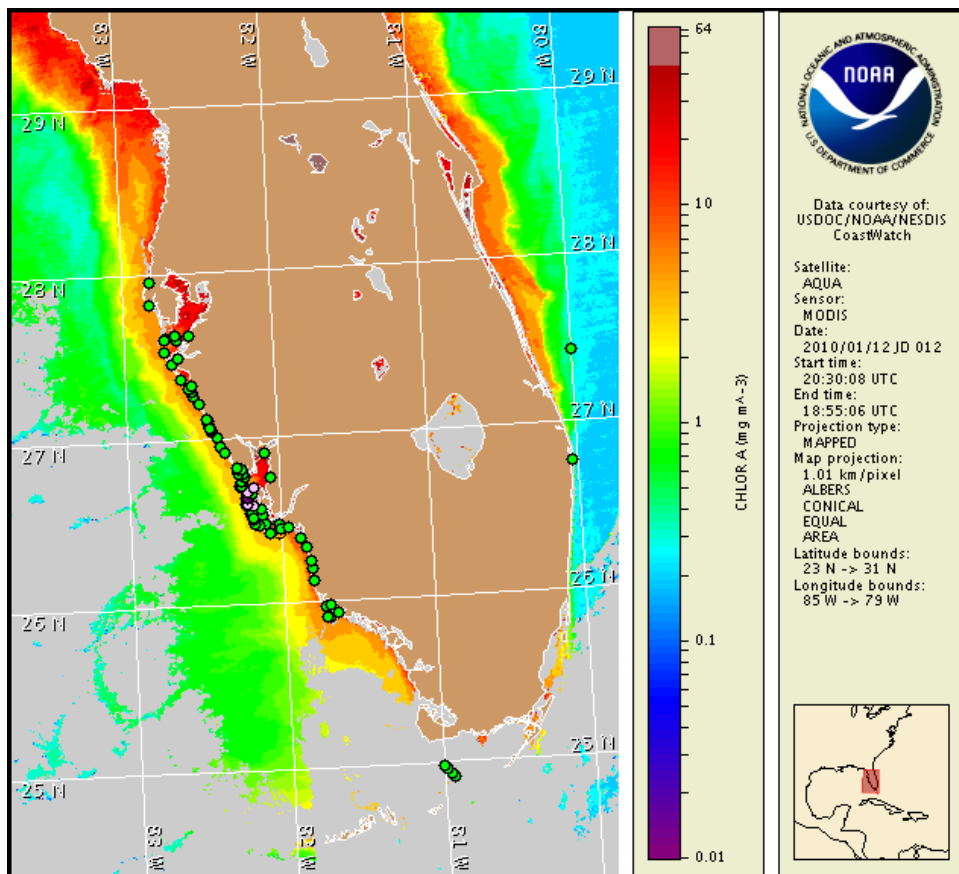 83 W
82 W
81 W
80 W
29 N
29 N
28 N
28 N
27 N
27 N
26 N
26 N
25 N
25 N
83 W
82 W
81 W
64
10
1
0.1
0.01
CHLOR A (mg m^-3)
NATIONAL OCEANIC AND ATMOSPHERIC ADMINISTRATION
NOAA
U.S. DEPARTMENT OF COMMERCE
Data courtesy of:
USDOC/NOAA/NESDIS
CoastWatch
Satellite:
AQUA
Sensor:
MODIS
Date:
2010/01/12 JD 012
Start time:
20:30:08 UTC
End time:
18:55:06 UTC
Projection type:
MAPPED
Map projection:
1.01 km/pixel
ALBERS
CONICAL
EQUAL
AREA
Latitude bounds:
23 N -> 31 N
Longitude bounds:
85 W -> 79 W